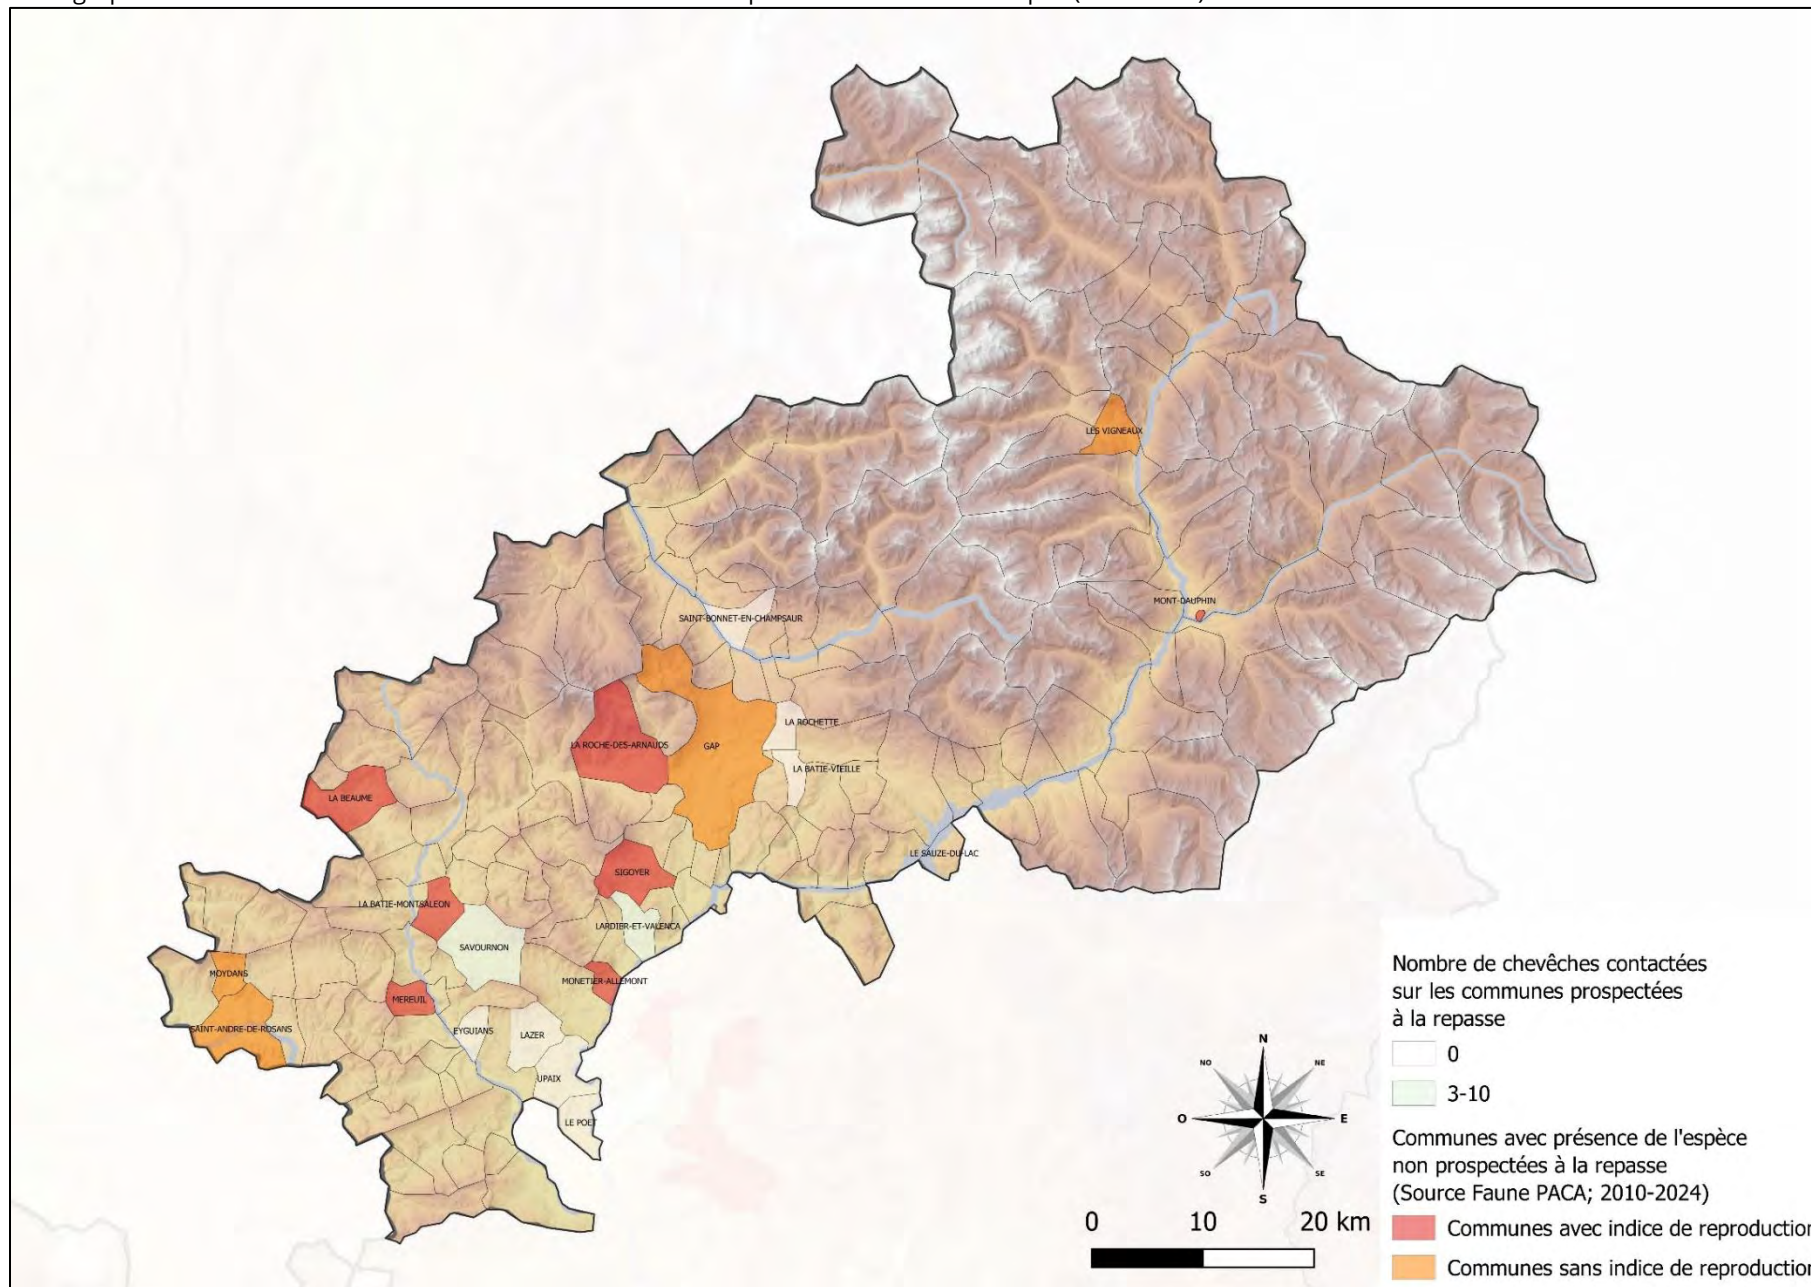 LES VIGNEAUX
MONT-DAUPHIN
SAINT-BONNET-EN-CHAMPSAUR
LA ROCHETTE
LA ROCHE-DES-ARNAUDS
GAP
LA BATIE-VIEILLE
LA BEAUME
LE SAUZE-DU-LAC
SIGOYER
LA BATIE-MONTSALEON
LARDIER-ET-VALENCA
SAVOURNON
MOYDANS
MONETIER-ALLEMONT
MEREUIL
SAINT-ANDRE-DE-ROSANS
EYGUIANS
LAZER
UPAIX
LE POET
Nombre de chevêches contactées
sur les communes prospectées
à la repasse
0
3-10
Communes avec présence de l'espèce
non prospectées à la repasse
(Source Faune PACA; 2010-2024)
Communes avec indice de reproduction
Communes sans indice de reproduction
N
NO
NE
O
E
SO
SE
S
0 10 20 km